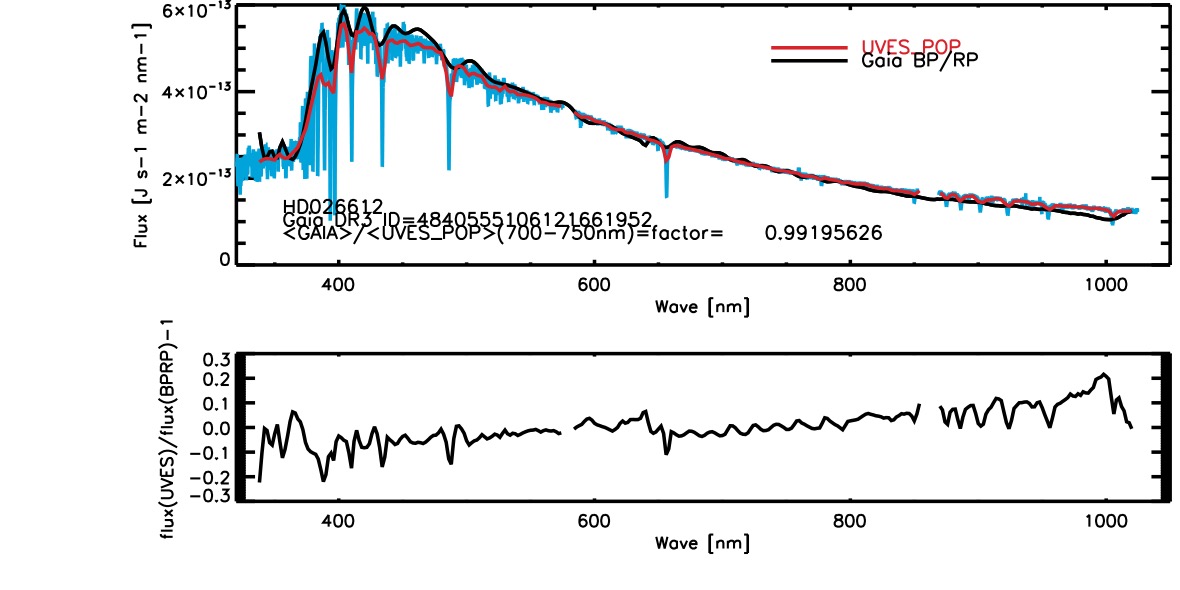 6×10−13
4×10−13
2×10−13
0
Flux [J s−1 m−2 nm−1]
UVES_POP
Gaia BP/RP
HD026612
Gaia DR3 ID=4840555106121661952
<GAIA>/<UVES_POP>(700−750nm)=factor= 0.99195626
400 600 800 1000
Wave [nm]
flux(UVES)/flux(BPRP)−1
0.3
0.2
0.1
0.0
−0.1
−0.2
−0.3
400 600 800 1000
Wave [nm]